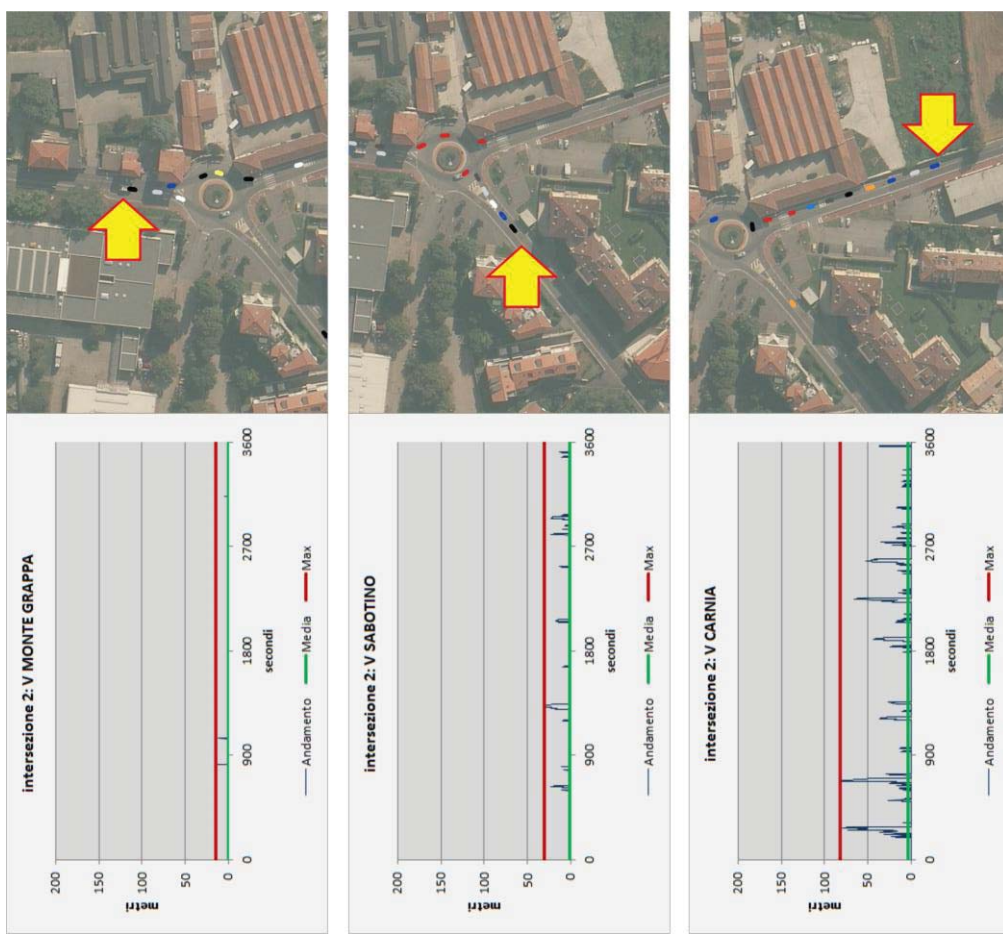 intersezione 2: V MONTE GRAPPA
metri
200
150
100
50
0
0
900
1800
2700
3600
secondi
Andamento
Media
Max
intersezione 2: V SABOTINO
metri
200
150
100
50
0
0
900
1800
2700
3600
secondi
Andamento
Media
Max
intersezione 2: V CARNIA
metri
200
150
100
50
0
0
900
1800
2700
3600
secondi
Andamento
Media
Max